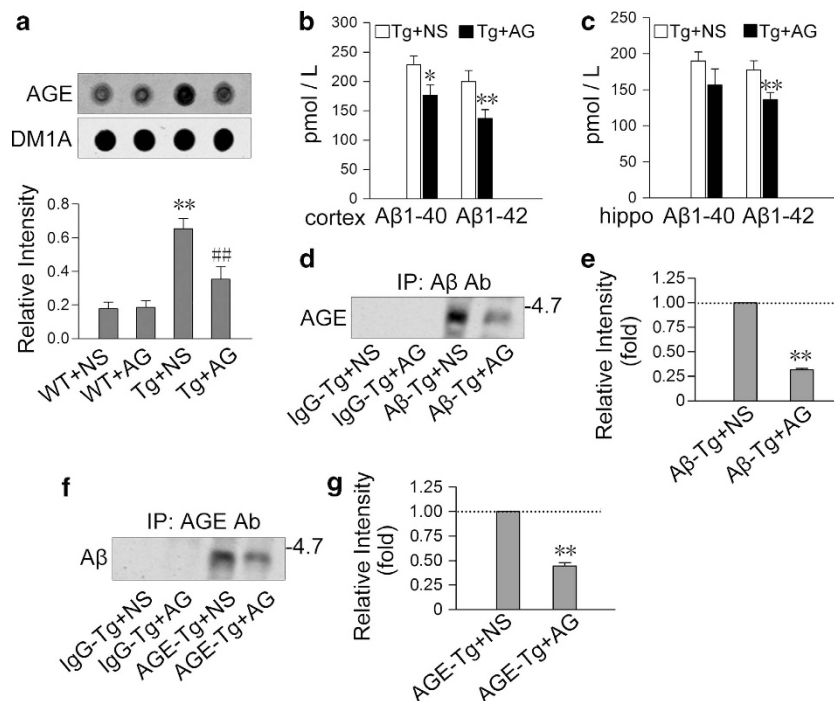 a
AGE
DM1A
Relative Intensity
0.8
0.6
0.4
0.2
0.0
**
##
WT+NS
WT+AG
Tg+NS
Tg+AG
b
Tg+NS Tg+AG
pmol / L
300
250
200
150
100
50
0
*
**
cortex Aβ1-40 Aβ1-42
c
Tg+NS Tg+AG
pmol / L
250
200
150
100
50
0
**
hippo Aβ1-40 Aβ1-42
d
IP: Aβ Ab
AGE
-4.7
IgG-Tg+NS
IgG-Tg+AG
Aβ-Tg+NS
Aβ-Tg+AG
e
Relative Intensity
(fold)
1.25
1.00
0.75
0.50
0.25
0
**
Aβ-Tg+NS
Aβ-Tg+AG
f
IP: AGE Ab
Aβ
-4.7
IgG-Tg+NS
IgG-Tg+AG
AGE-Tg+NS
AGE-Tg+AG
g
Relative Intensity
(fold)
1.25
1.00
0.75
0.50
0.25
0
**
AGE-Tg+NS
AGE-Tg+AG